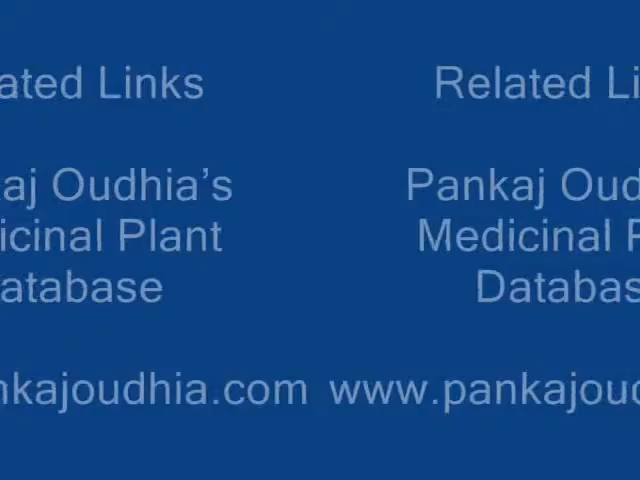 ated Links
aj Oudhia's
icinal Plant
atabase
nkajoudhia.com
Related Li
Pankaj Oud
Medicinal P
Databas
www.pankajoud